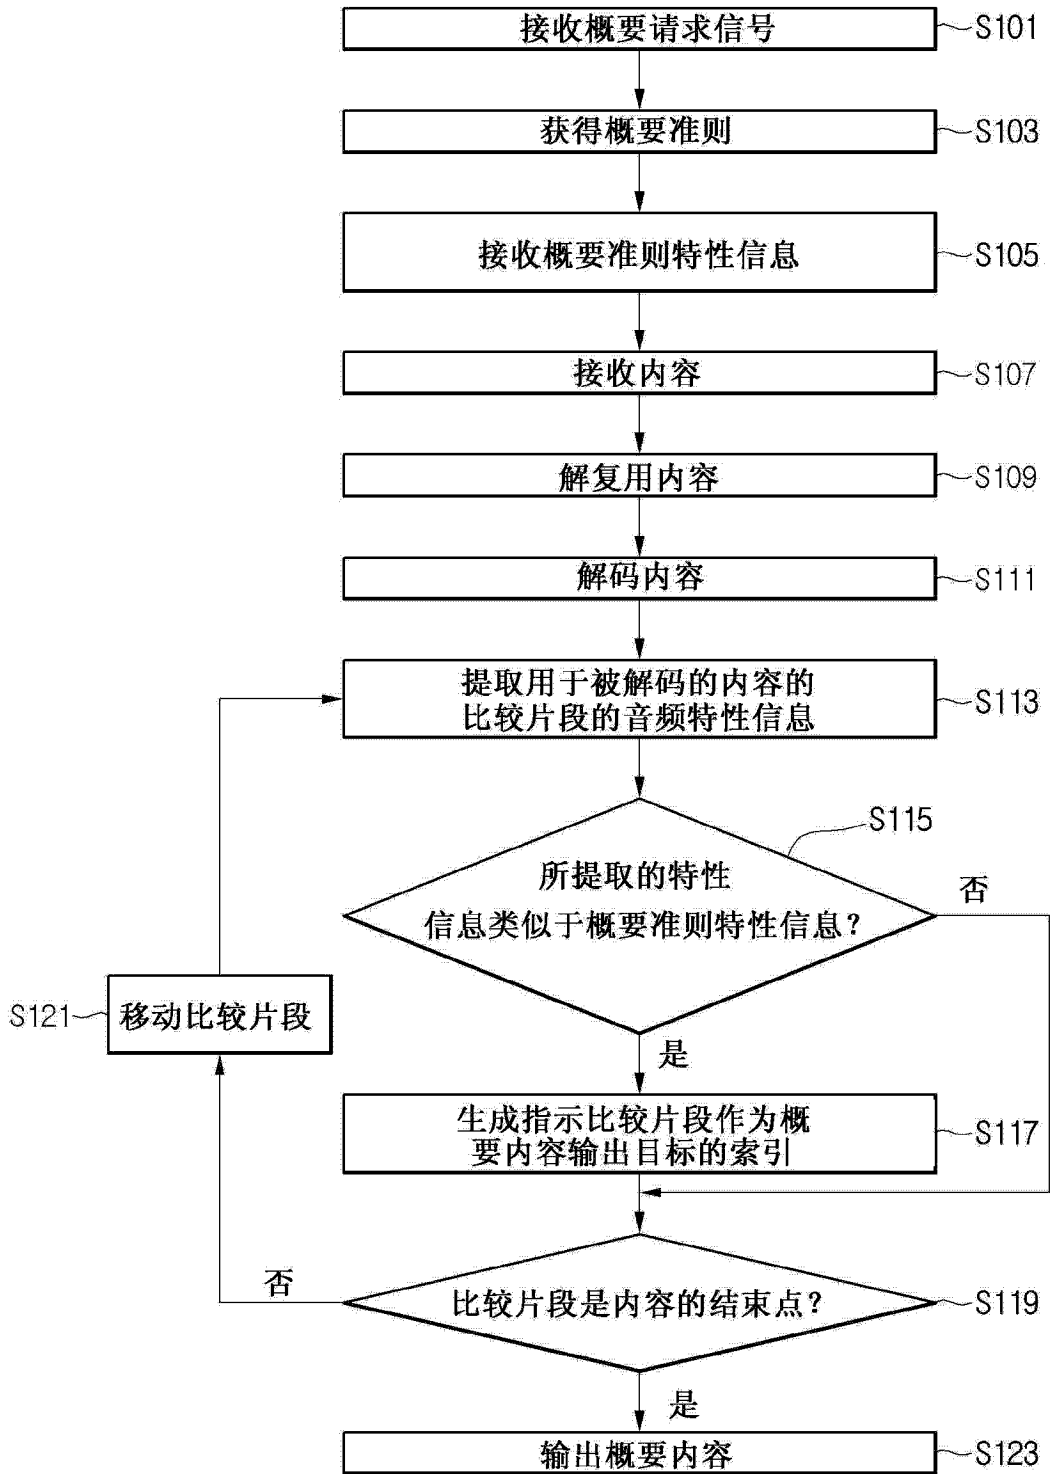 接收概要请求信号
S101
获得概要准则
S103
接收概要准则特性信息
S105
接收内容
S107
解复用内容
S109
解码内容
S111
提取用于被解码的内容的
比较片段的音频特性信息
S113
S115
所提取的特性
信息类似于概要准则特性信息？
否
S121
移动比较片段
是
生成指示比较片段作为概
要内容输出目标的索引
S117
否
比较片段是内容的结束点？
S119
是
输出概要内容
S123